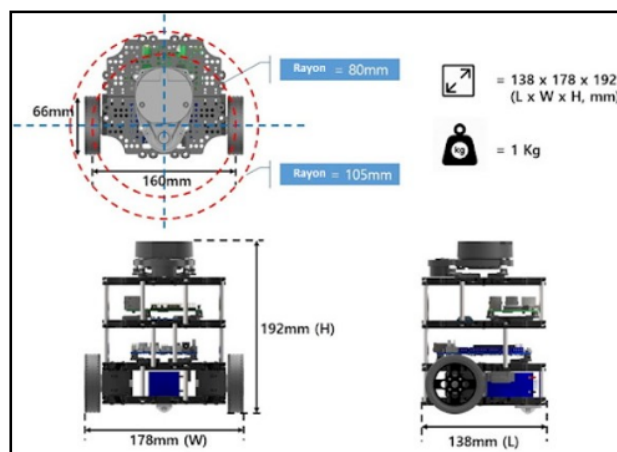 Rayon = 80mm
= 138 x 178 x 192
(L x W x H, mm)
66mm
kg
= 1 Kg
160mm
Rayon = 105mm
192mm (H)
178mm (W)
138mm (L)